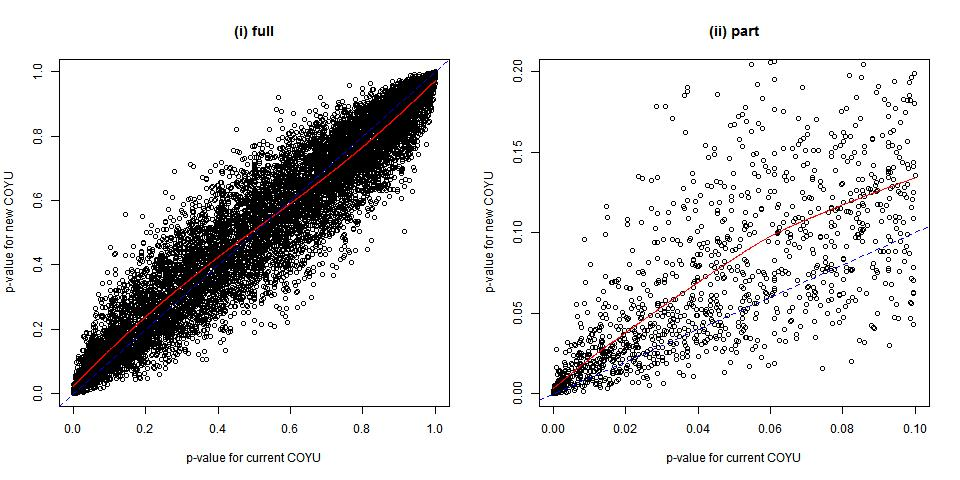 (i) full
1.0
0.8
0.6
0.4
0.2
0.0
p-value for new COYU
0.0 0.2 0.4 0.6 0.8 1.0
p-value for current COYU
(ii) part
0.20
0.15
0.10
0.05
0.00
p-value for new COYU
0.00 0.02 0.04 0.06 0.08 0.10
p-value for current COYU